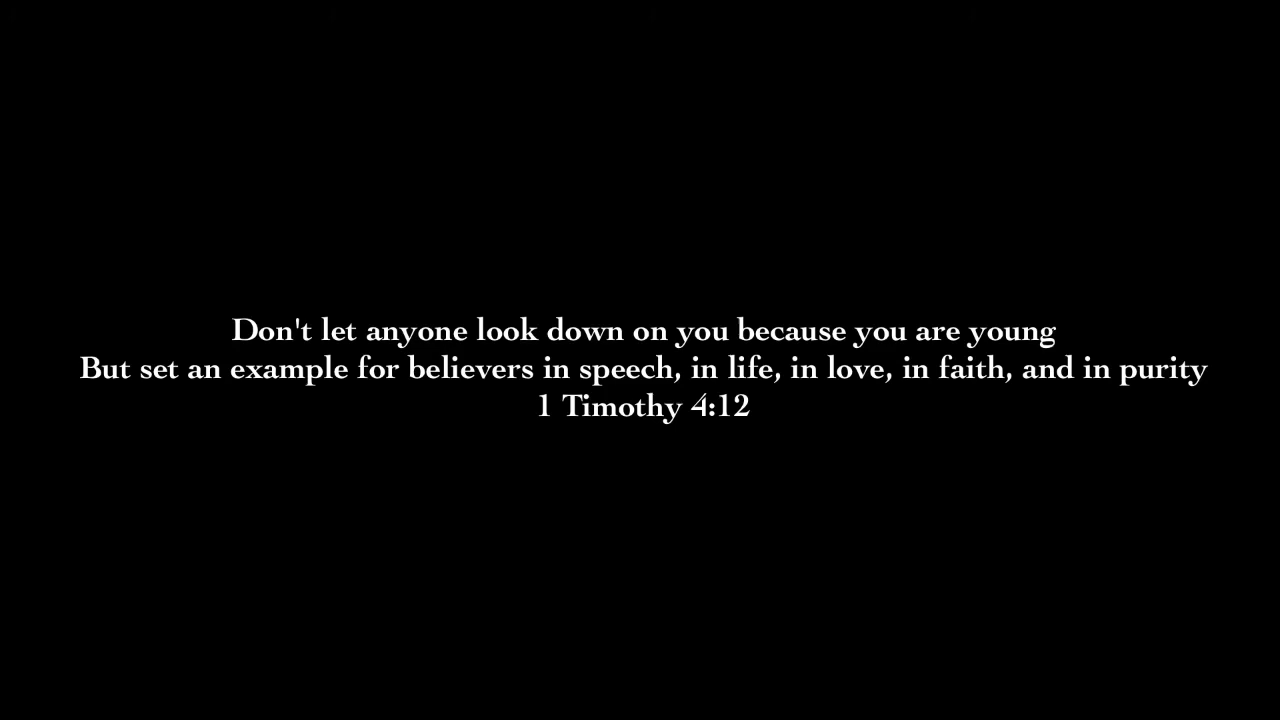 Don't let anyone look down on you because you are young
But set an example for believers in speech, in life, in love, in faith, and in purity
1 Timothy 4:12